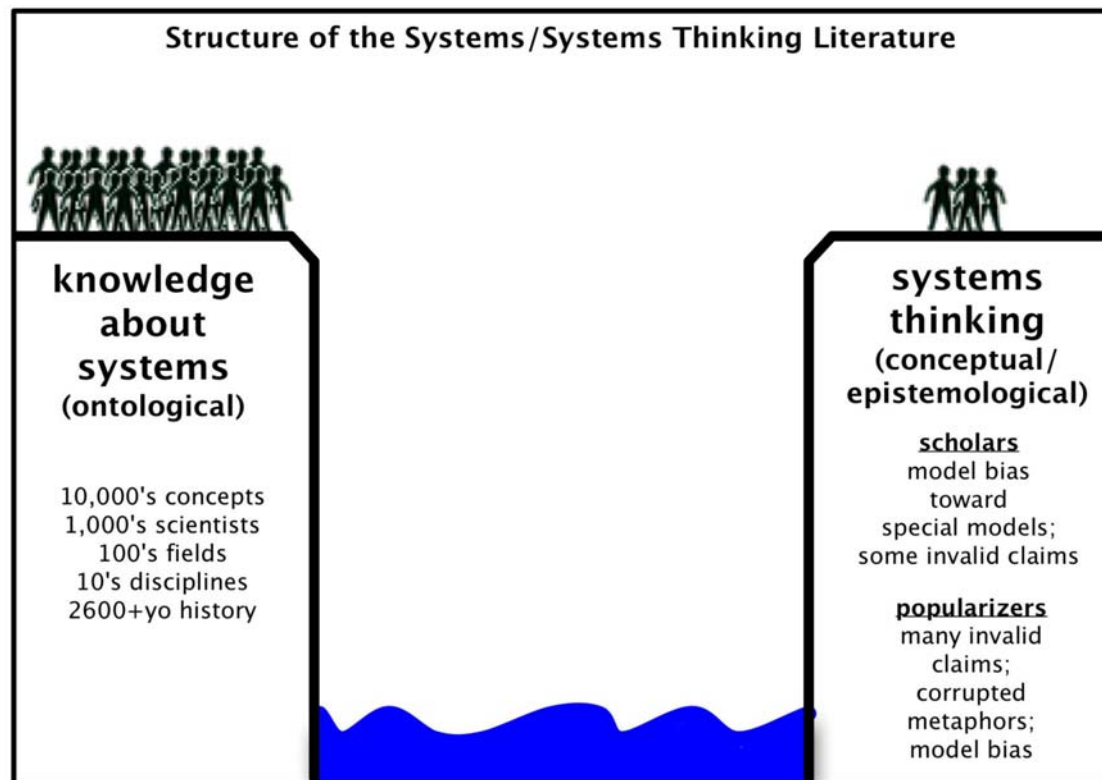 Structure of the Systems/Systems Thinking Literature
knowledge
about
systems
(ontological)
10,000's concepts
1,000's scientists
100's fields
10's disciplines
2600+yo history
systems
thinking
(conceptual/
epistemological)
scholars
model bias
toward
special models;
some invalid claims
popularizers
many invalid
claims;
corrupted
metaphors;
model bias